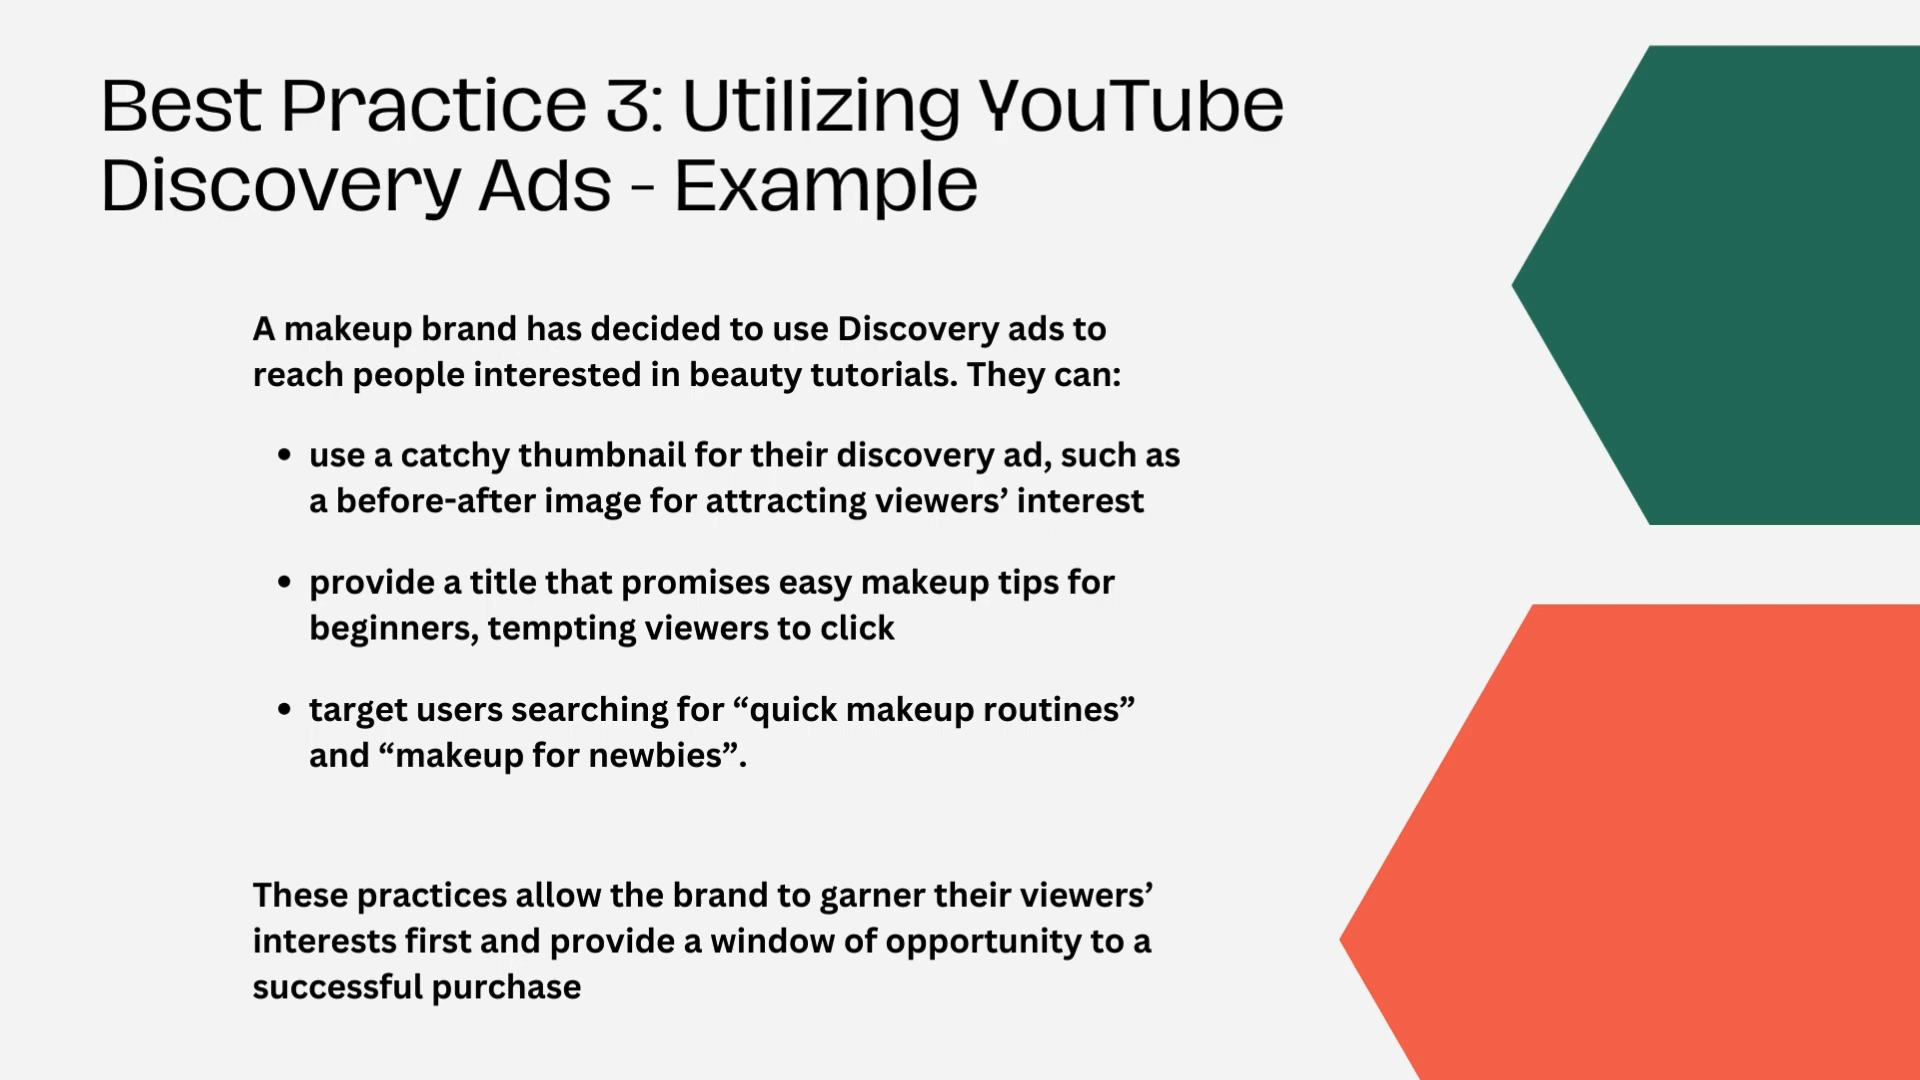 Best Practice 3: Utilizing YouTube
Discovery Ads - Example
A makeup brand has decided to use Discovery ads to
reach people interested in beauty tutorials. They can:
• use a catchy thumbnail for their discovery ad, such as
a before-after image for attracting viewers’ interest
• provide a title that promises easy makeup tips for
beginners, tempting viewers to click
• target users searching for “quick makeup routines”
and “makeup for newbies”.
These practices allow the brand to garner their viewers’
interests first and provide a window of opportunity to a
successful purchase